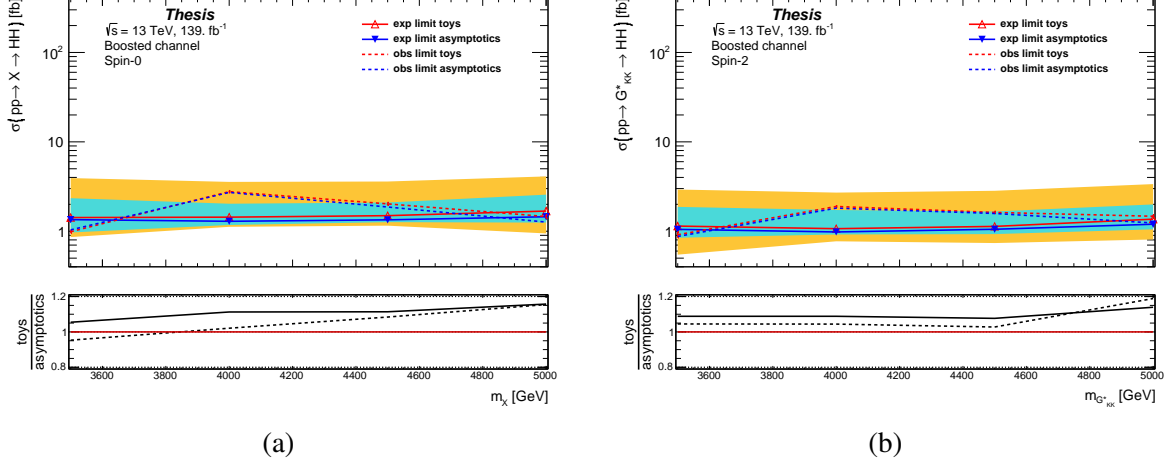 σ(pp→ X → HH) [fb]
10²
10
1
Thesis
√s = 13 TeV, 139. fb⁻¹
Boosted channel
Spin-0
exp limit toys
exp limit asymptotics
obs limit toys
obs limit asymptotics
toys
asymptotics
1.2
1
0.8
3600 3800 4000 4200 4400 4600 4800 5000
m_X [GeV]
(a)
σ(pp→ G*_KK → HH) [fb]
10²
10
1
Thesis
√s = 13 TeV, 139. fb⁻¹
Boosted channel
Spin-2
exp limit toys
exp limit asymptotics
obs limit toys
obs limit asymptotics
toys
asymptotics
1.2
1
0.8
3600 3800 4000 4200 4400 4600 4800 5000
m_G*_KK [GeV]
(b)